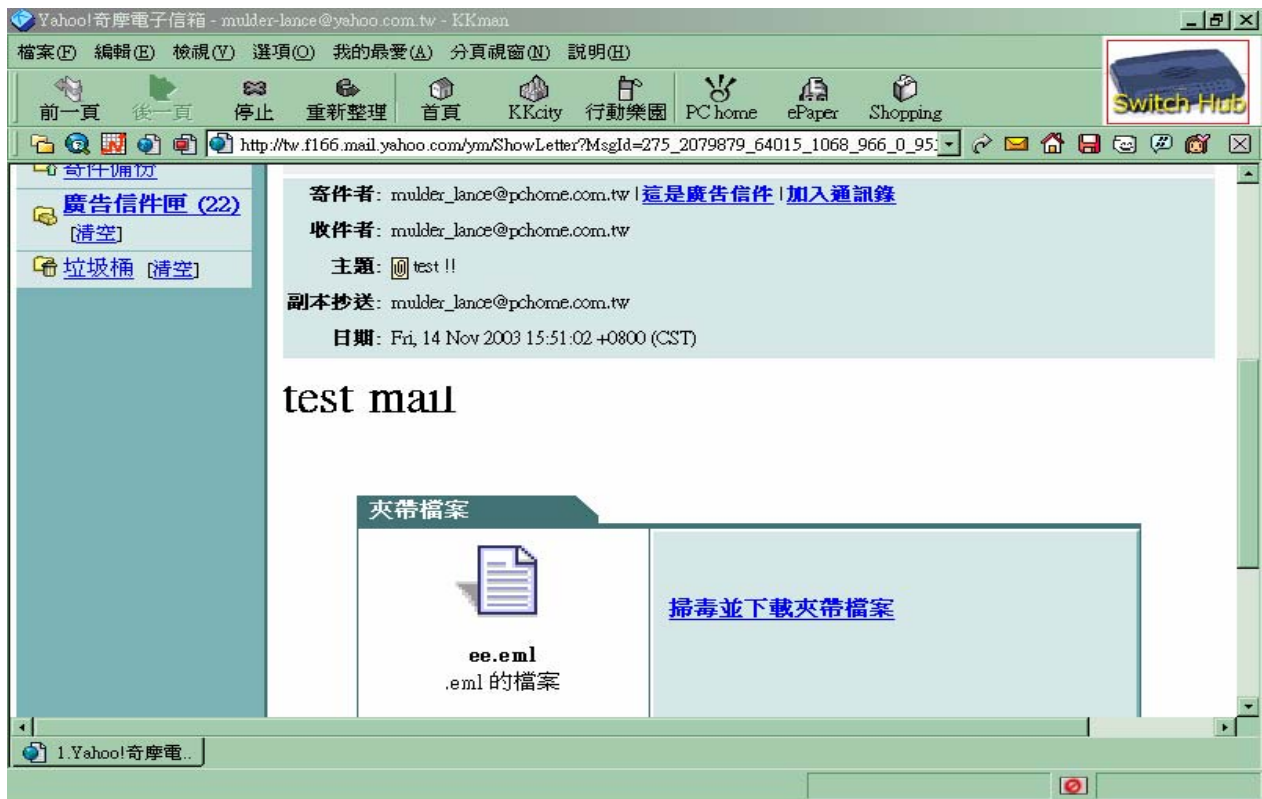 Yahoo!奇摩電子信箱 - mulder-lance@yahoo.com.tw - KKman
檔案(F) 編輯(E) 檢視(V) 選項(O) 我的最愛(A) 分頁視窗(N) 說明(H)
前一頁 後一頁 停止 重新整理 首頁 KKcity 行動樂園 PC home ePaper Shopping
Switch Hub
http://tw.f166.mail.yahoo.com/ym/ShowLetter?MsgId=275_2079879_64015_1068_966_0_95:
寄件備份
廣告信件匣 (22)
[清空]
垃圾桶 [清空]
寄件者: mulder_lance@pchome.com.tw | 這是廣告信件 | 加入通訊錄
收件者: mulder_lance@pchome.com.tw
主題: test !!
副本抄送: mulder_lance@pchome.com.tw
日期: Fri, 14 Nov 2003 15:51:02 +0800 (CST)
test mail
夾帶檔案
掃毒並下載夾帶檔案
ee.eml
.eml 的檔案
1.Yahoo!奇摩電..